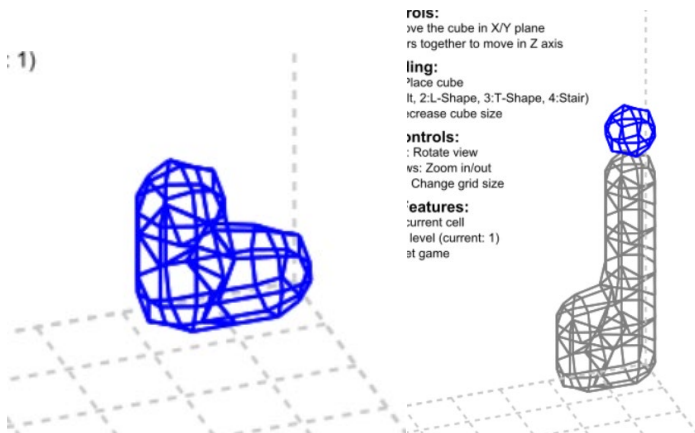 : 1)
rols:
ove the cube in X/Y plane
rs together to move in Z axis
ling:
Place cube
lt, 2:L-Shape, 3:T-Shape, 4:Stair)
ecrease cube size
ontrols:
: Rotate view
ws: Zoom in/out
Change grid size
eatures:
current cell
level (current: 1)
et game